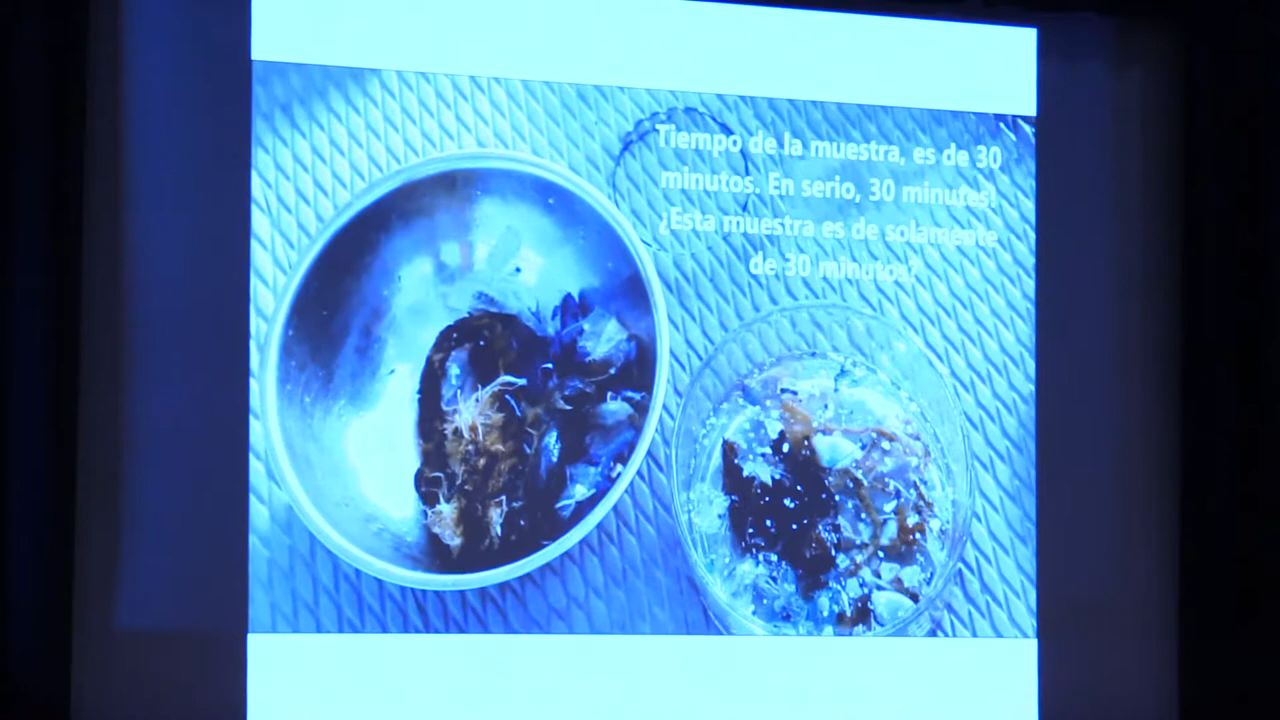 Tiempo de la muestra, es de 30
minutos. En serio, 30 minutes!
¿Esta muestra es de solamente
de 30 minutos?